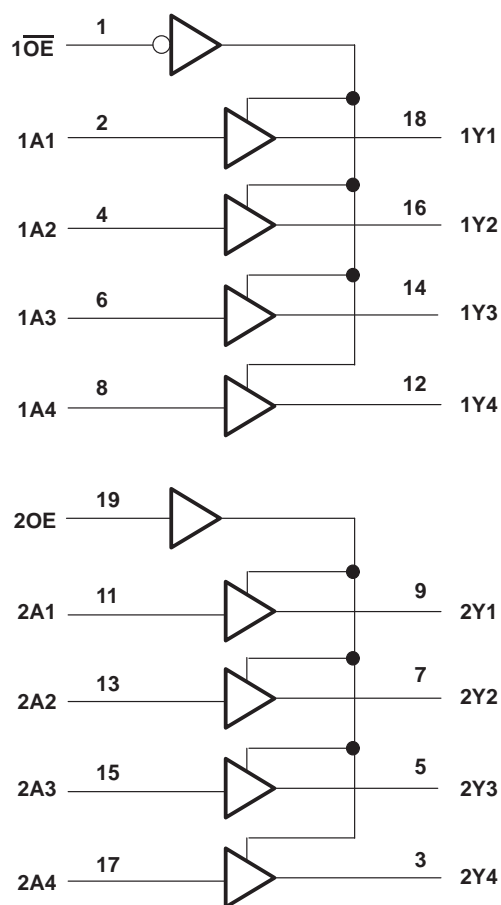 1O̅E̅ 1
1A1 2 18 1Y1
1A2 4 16 1Y2
1A3 6 14 1Y3
1A4 8 12 1Y4
2OE 19
2A1 11 9 2Y1
2A2 13 7 2Y2
2A3 15 5 2Y3
2A4 17 3 2Y4